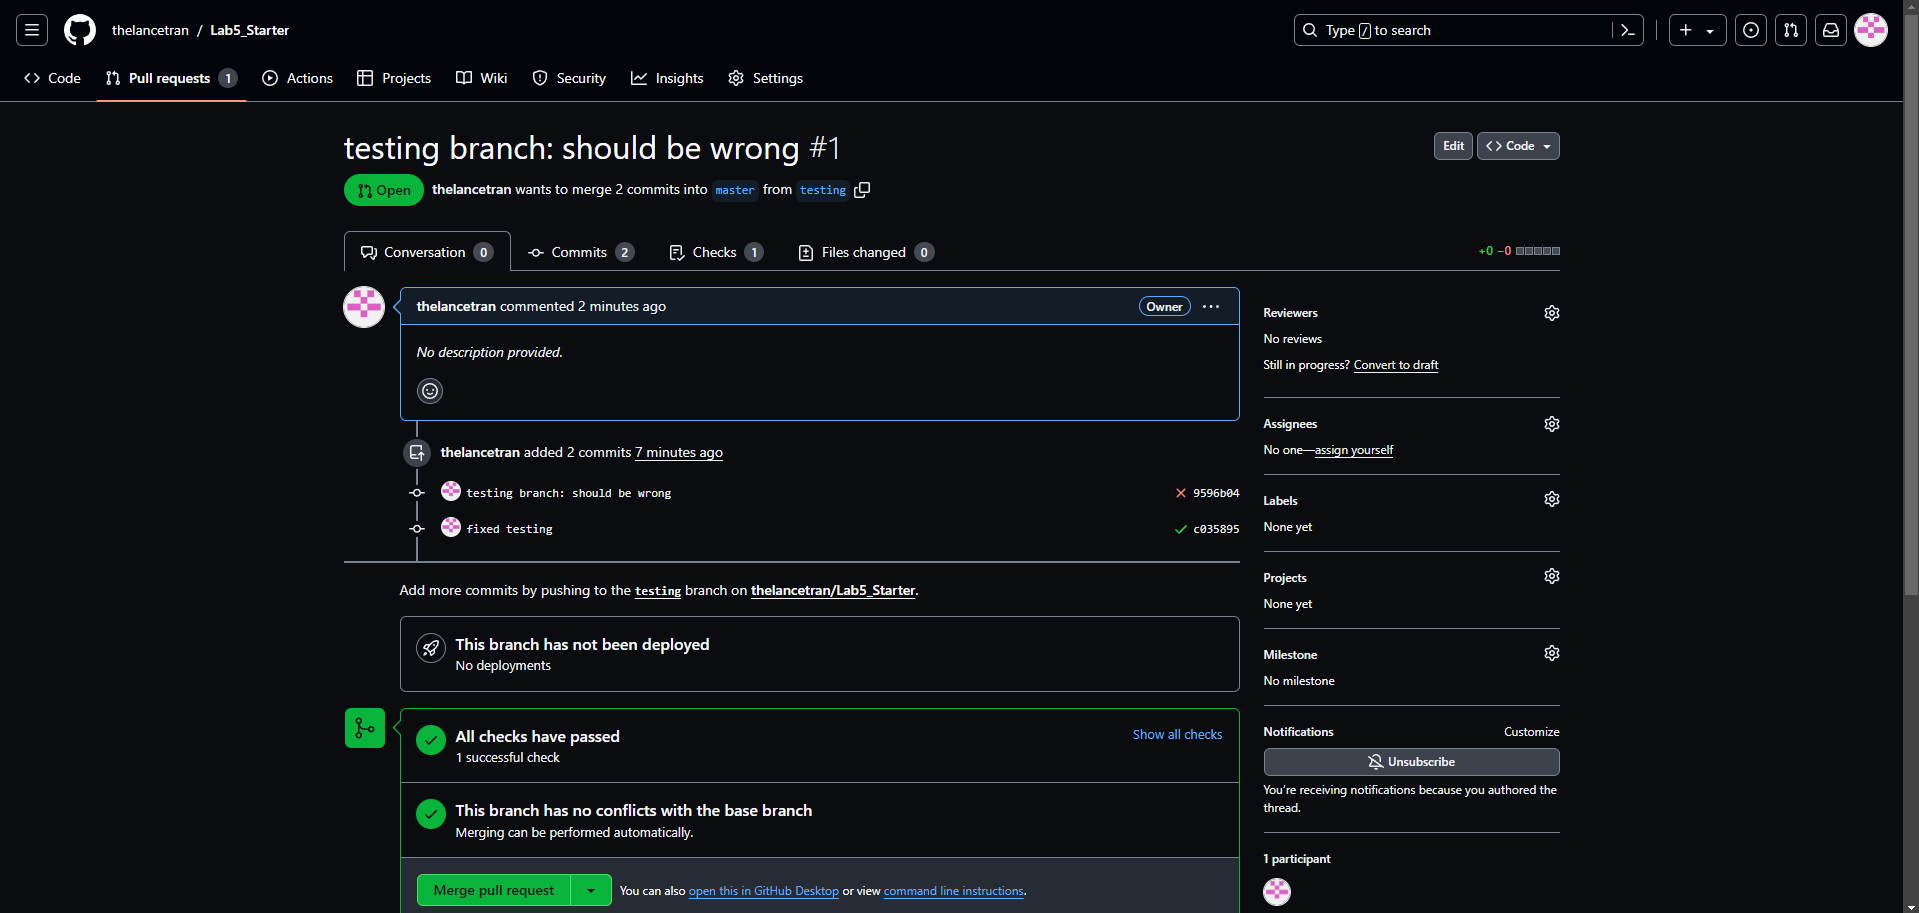 thelancetran / Lab5_Starter
Type / to search
Code
Pull requests 1
Actions
Projects
Wiki
Security
Insights
Settings
testing branch: should be wrong #1
Edit
Code
Open
thelancetran wants to merge 2 commits into master from testing
Conversation 0
Commits 2
Checks 1
Files changed 0
+0 −0
thelancetran commented 2 minutes ago
Owner
No description provided.
thelancetran added 2 commits 7 minutes ago
testing branch: should be wrong
9596b04
fixed testing
c035895
Add more commits by pushing to the testing branch on thelancetran/Lab5_Starter.
This branch has not been deployed
No deployments
All checks have passed
1 successful check
Show all checks
This branch has no conflicts with the base branch
Merging can be performed automatically.
Merge pull request
You can also open this in GitHub Desktop or view command line instructions.
Reviewers
No reviews
Still in progress? Convert to draft
Assignees
No one—assign yourself
Labels
None yet
Projects
None yet
Milestone
No milestone
Notifications
Customize
Unsubscribe
You're receiving notifications because you authored the
thread.
1 participant